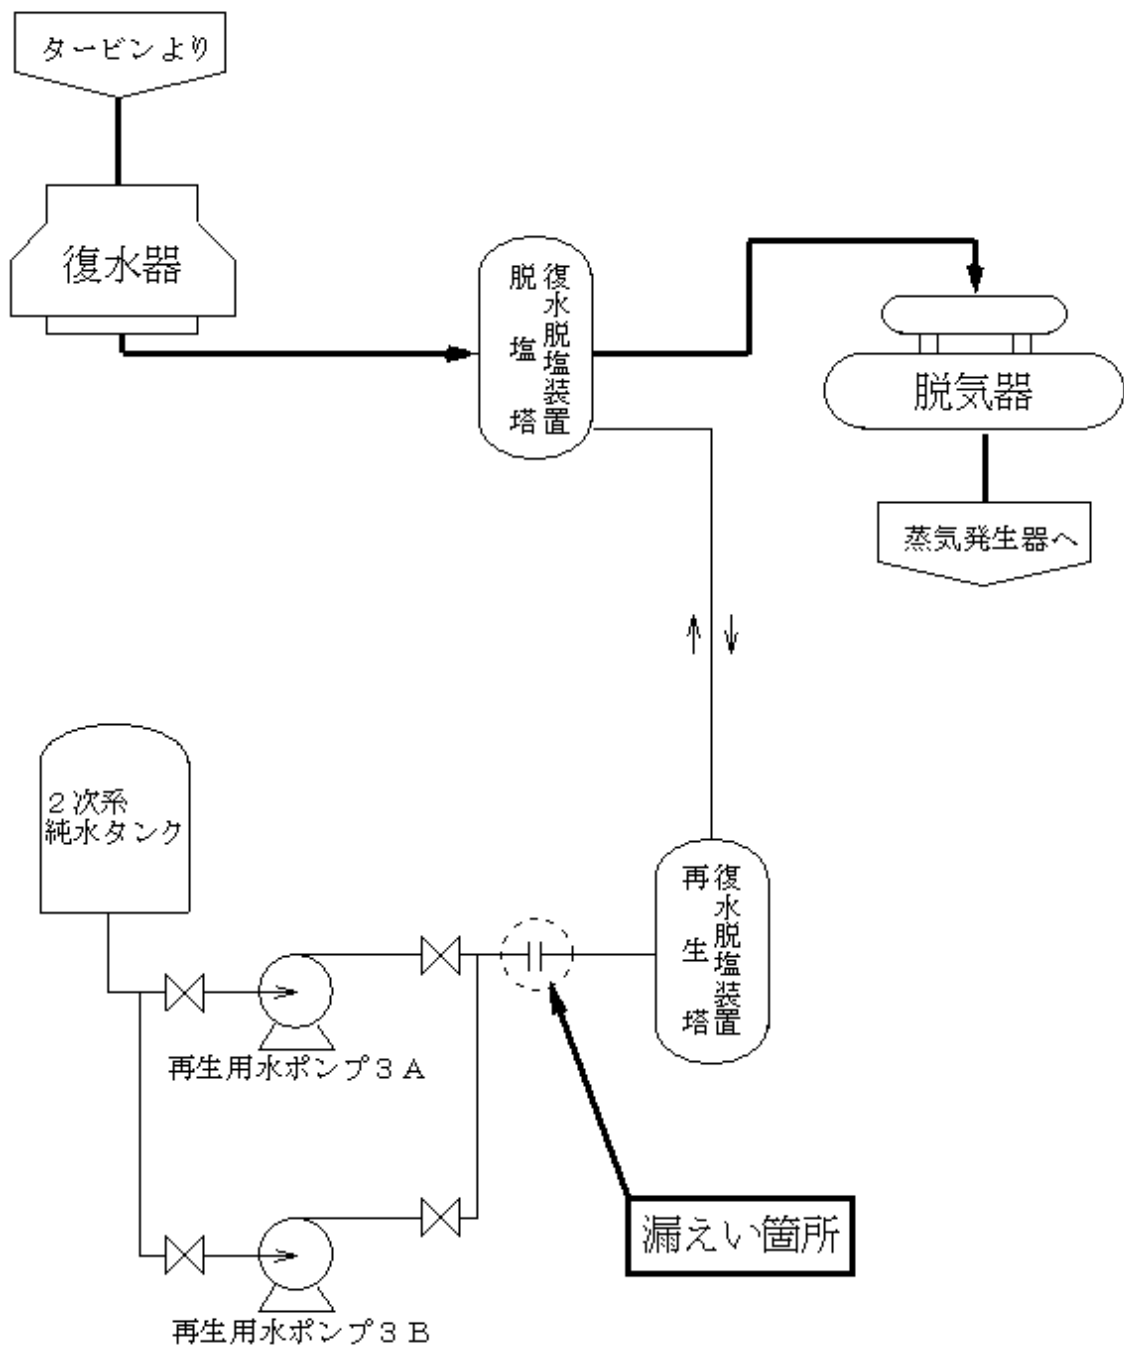 タービンより
復水器
復水脱塩装置
脱塩塔
脱気器
蒸気発生器へ
2次系
純水タンク
復水脱塩装置
再生塔
再生用水ポンプ3A
漏えい箇所
再生用水ポンプ3B